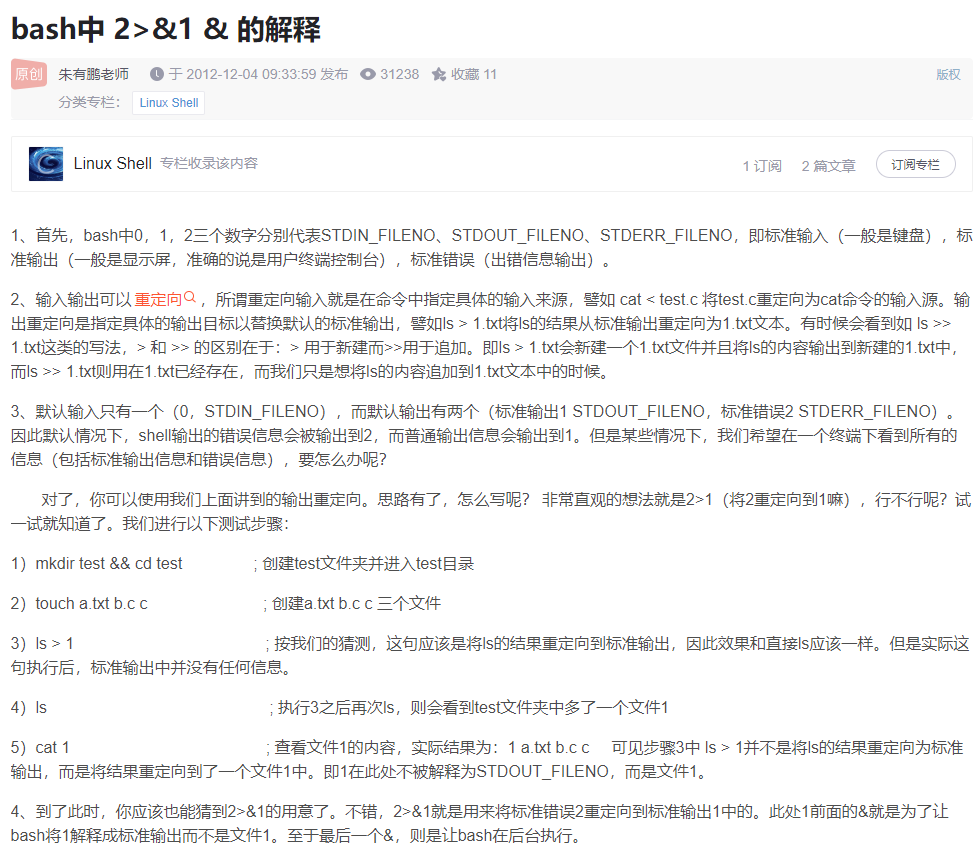 bash中 2>&1 & 的解释
原创 朱有鹏老师 于 2012-12-04 09:33:59 发布 31238 收藏 11 版权
分类专栏： Linux Shell
Linux Shell 专栏收录该内容 1 订阅 2 篇文章 订阅专栏
1、首先，bash中0，1，2三个数字分别代表STDIN_FILENO、STDOUT_FILENO、STDERR_FILENO，即标准输入（一般是键盘），标
准输出（一般是显示屏，准确的说是用户终端控制台），标准错误（出错信息输出）。
2、输入输出可以重定向，所谓重定向输入就是在命令中指定具体的输入来源，譬如 cat < test.c 将test.c重定向为cat命令的输入源。输
出重定向是指定具体的输出目标以替换默认的标准输出，譬如ls > 1.txt将ls的结果从标准输出重定向为1.txt文本。有时候会看到如 ls >>
1.txt这类的写法，> 和 >> 的区别在于：> 用于新建而>>用于追加。即ls > 1.txt会新建一个1.txt文件并且将ls的内容输出到新建的1.txt中，
而ls >> 1.txt则用在1.txt已经存在，而我们只是想将ls的内容追加到1.txt文本中的时候。
3、默认输入只有一个（0，STDIN_FILENO），而默认输出有两个（标准输出1 STDOUT_FILENO，标准错误2 STDERR_FILENO）。
因此默认情况下，shell输出的错误信息会被输出到2，而普通输出信息会输出到1。但是某些情况下，我们希望在一个终端下看到所有的
信息（包括标准输出信息和错误信息），要怎么办呢？
对了，你可以使用我们上面讲到的输出重定向。思路有了，怎么写呢？ 非常直观的想法就是2>1（将2重定向到1嘛），行不行呢？试
一试就知道了。我们进行以下测试步骤：
1）mkdir test && cd test ; 创建test文件夹并进入test目录
2）touch a.txt b.c c ; 创建a.txt b.c c 三个文件
3）ls > 1 ; 按我们的猜测，这句应该是将ls的结果重定向到标准输出，因此效果和直接ls应该一样。但是实际这
句执行后，标准输出中并没有任何信息。
4）ls ; 执行3之后再次ls，则会看到test文件夹中多了一个文件1
5）cat 1 ; 查看文件1的内容，实际结果为：1 a.txt b.c c 可见步骤3中 ls > 1并不是将ls的结果重定向为标准
输出，而是将结果重定向到了一个文件1中。即1在此处不被解释为STDOUT_FILENO，而是文件1。
4、到了此时，你应该也能猜到2>&1的用意了。不错，2>&1就是用来将标准错误2重定向到标准输出1中的。此处1前面的&就是为了让
bash将1解释成标准输出而不是文件1。至于最后一个&，则是让bash在后台执行。